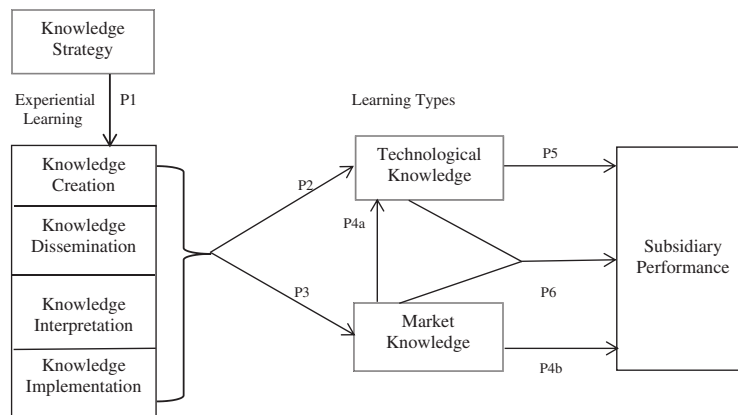 Knowledge
Strategy
Experiential
Learning
P1
Learning Types
Knowledge
Creation
Knowledge
Dissemination
Knowledge
Interpretation
Knowledge
Implementation
P2
P3
Technological
Knowledge
P4a
Market
Knowledge
P5
P6
P4b
Subsidiary
Performance